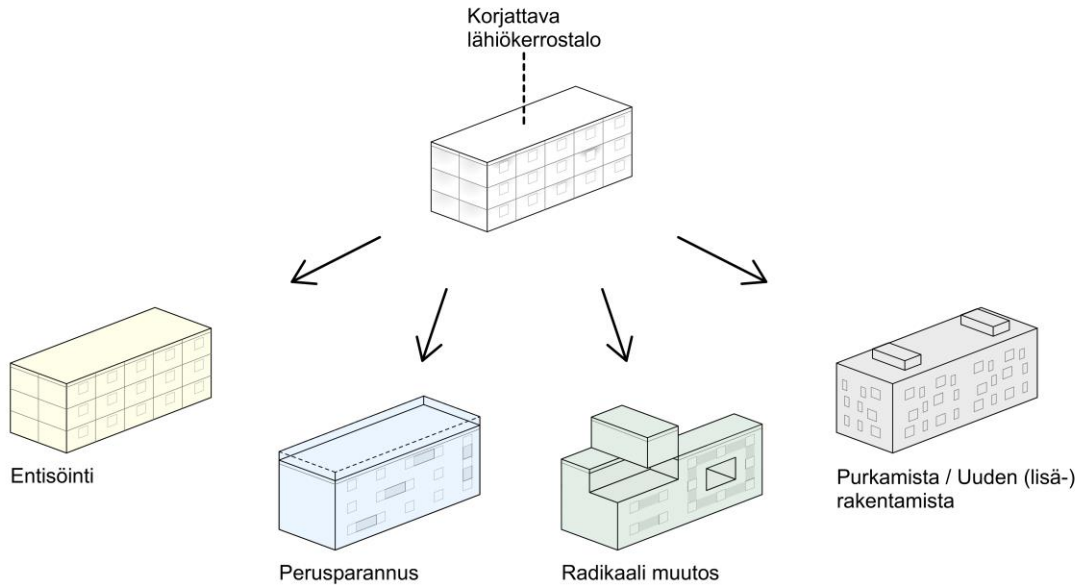 Korjattava
lähiökerrostalo
Entisöinti
Perusparannus
Radikaali muutos
Purkamista / Uuden (lisä-)
rakentamista